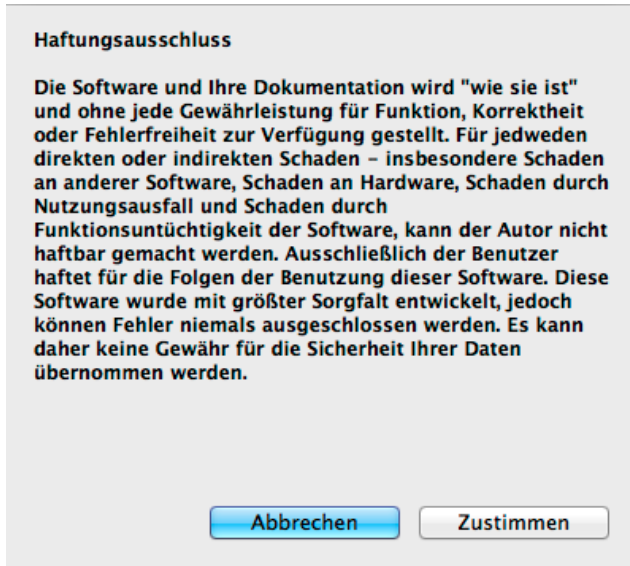 Haftungsausschluss
Die Software und Ihre Dokumentation wird "wie sie ist"
und ohne jede Gewährleistung für Funktion, Korrektheit
oder Fehlerfreiheit zur Verfügung gestellt. Für jedweden
direkten oder indirekten Schaden – insbesondere Schaden
an anderer Software, Schaden an Hardware, Schaden durch
Nutzungsausfall und Schaden durch
Funktionsuntüchtigkeit der Software, kann der Autor nicht
haftbar gemacht werden. Ausschließlich der Benutzer
haftet für die Folgen der Benutzung dieser Software. Diese
Software wurde mit größter Sorgfalt entwickelt, jedoch
können Fehler niemals ausgeschlossen werden. Es kann
daher keine Gewähr für die Sicherheit Ihrer Daten
übernommen werden.
Abbrechen
Zustimmen